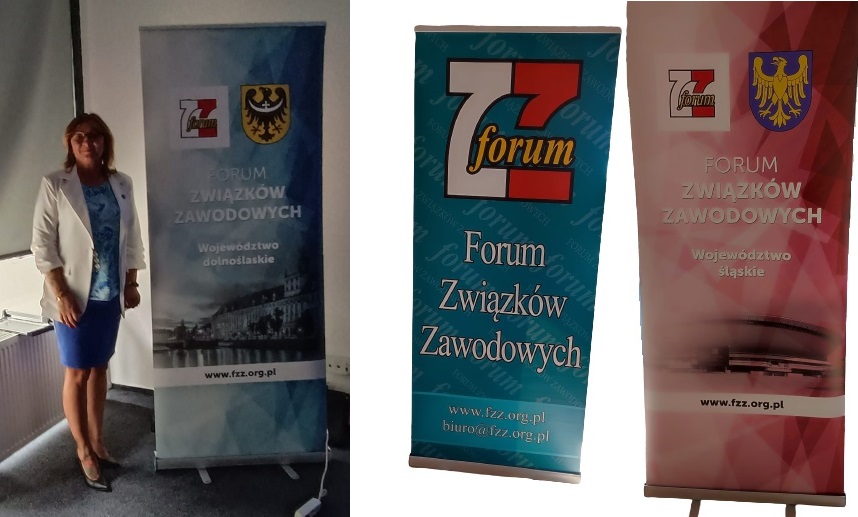 forum
FORUM
ZWIĄZKÓW
ZAWODOWYCH
Województwo
dolnośląskie
www.fzz.org.pl
forum
Forum
Związków
Zawodowych
www.fzz.org.pl
biuro@fzz.org.pl
forum
FORUM
ZWIĄZKÓW
ZAWODOWYCH
Województwo
śląskie
www.fzz.org.pl